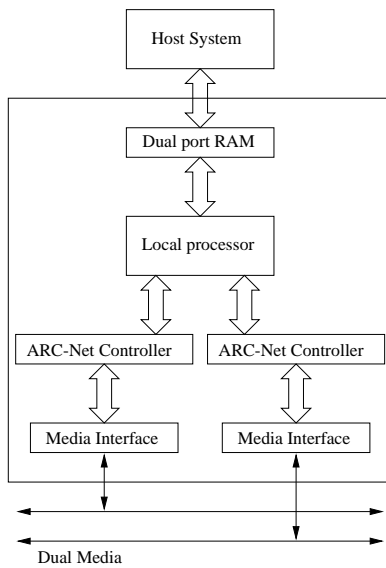 Host System
Dual port RAM
Local processor
ARC-Net Controller
ARC-Net Controller
Media Interface
Media Interface
Dual Media